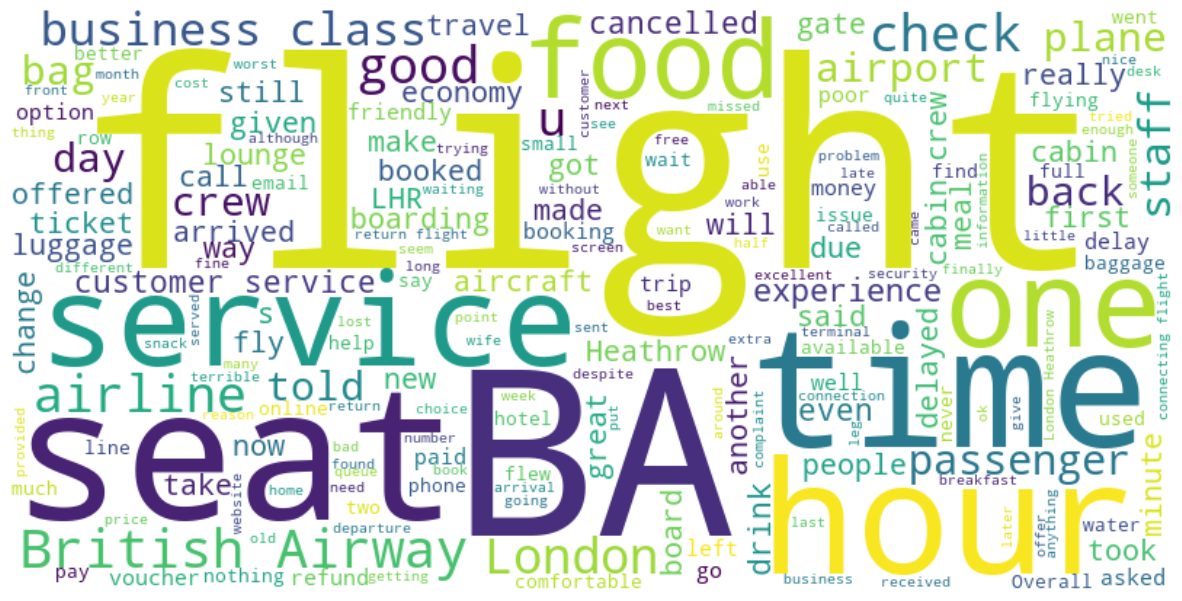 business class
travel
cancelled
gate
check
went
plane
better
worst
food
bag
month
good
airport
really
nice
desk
front
cost
still
economy
customer
next
missed
poor
quite
flying
option
year
friendly
u
see
tried
enough
thing
row
given
although
make
trying
small
free
use
staff
flight
day
lounge
booked
got
wait
problem
late
find
full
cabin
someone
call
email
LHR
waiting
without
able
money
cabin crew
meal
information
back
offered
crew
boarding
made
work
issue
called
first
ticket
arrived
return flight
booking
want
will
half
due
came
little
delay
luggage
way
seem
screen
different
fine
long
finally
baggage
customer service
say
aircraft
trip
excellent
security
best
experience
change
served
service
s
lost
point
sent
said
terminal
one
connecting flight
snack
fly
help
wife
extra
available
delayed
many
Heathrow
time
London Heathrow
airline
terrible
told
new
despite
another
well
connection
even
never
ok
give
used
reason
online
return
choice
week
hotel
great
put
around
complaint
legroom
provided
seat
BA
line
now
bad
number
found
queue
paid
book
flew
people
passenger
minute
much
take
website
home
need
phone
arrival
going
breakfast
two
departure
board
drink
hour
last
later
offer
anything
water
price
old
British Airway
London
left
took
pay
voucher
nothing
refund
getting
comfortable
go
business
received
Overall
asked